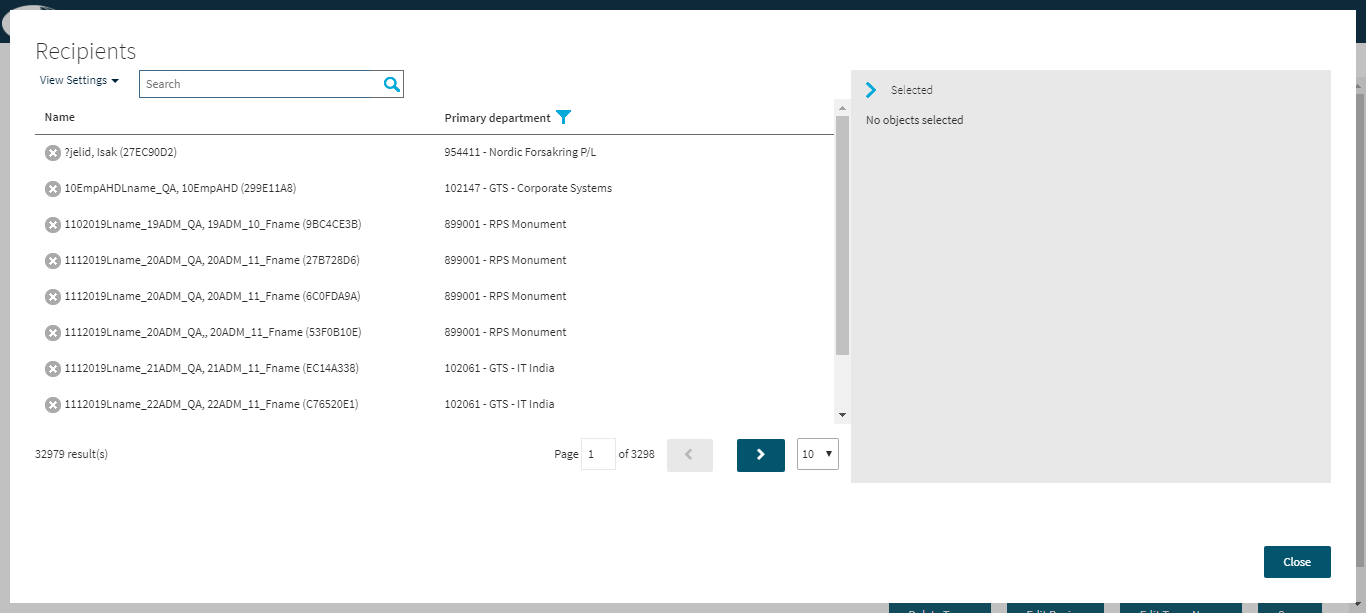 Recipients
View Settings
Search
Name Primary department
?jelid, Isak (27EC90D2) 954411 - Nordic Forsakring P/L
10EmpAHDLname_QA, 10EmpAHD (299E11A8) 102147 - GTS - Corporate Systems
1102019Lname_19ADM_QA, 19ADM_10_Fname (9BC4CE3B) 899001 - RPS Monument
1112019Lname_20ADM_QA, 20ADM_11_Fname (27B728D6) 899001 - RPS Monument
1112019Lname_20ADM_QA, 20ADM_11_Fname (6C0FDA9A) 899001 - RPS Monument
1112019Lname_20ADM_QA,, 20ADM_11_Fname (53F0B10E) 899001 - RPS Monument
1112019Lname_21ADM_QA, 21ADM_11_Fname (EC14A338) 102061 - GTS - IT India
1112019Lname_22ADM_QA, 22ADM_11_Fname (C76520E1) 102061 - GTS - IT India
32979 result(s) Page 1 of 3298 10
Selected
No objects selected
Close